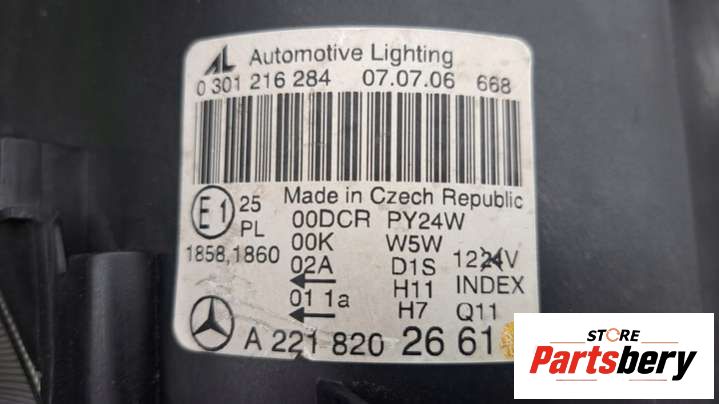 AL Automotive Lighting
0 301 216 284 07.07.06 668
Made in Czech Republic
E1 25 00DCR PY24W
PL 00K W5W
1858,1860 02A D1S 1224V
01 1a H11 INDEX
H7 Q11
A 221 820 26 61
STORE
Partsbery